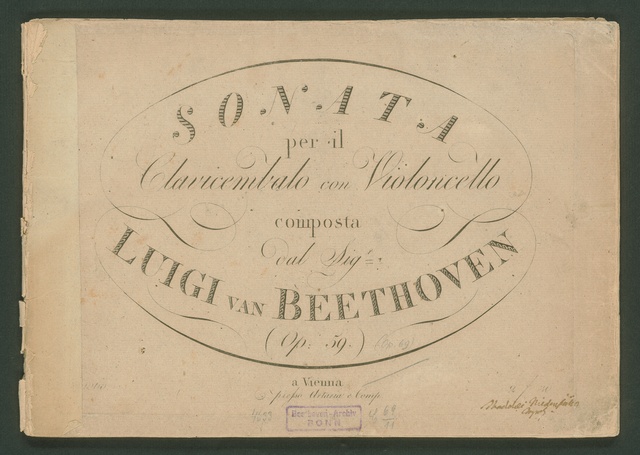 SONATA
per il
Clavicembalo con Violoncello
composta
dal Sigr:
LUIGI VAN BEETHOVEN
(Op: 59.) (Op. 69)
a Vienna
presso Artaria e Comp.
Beethoven-Archiv
BONN